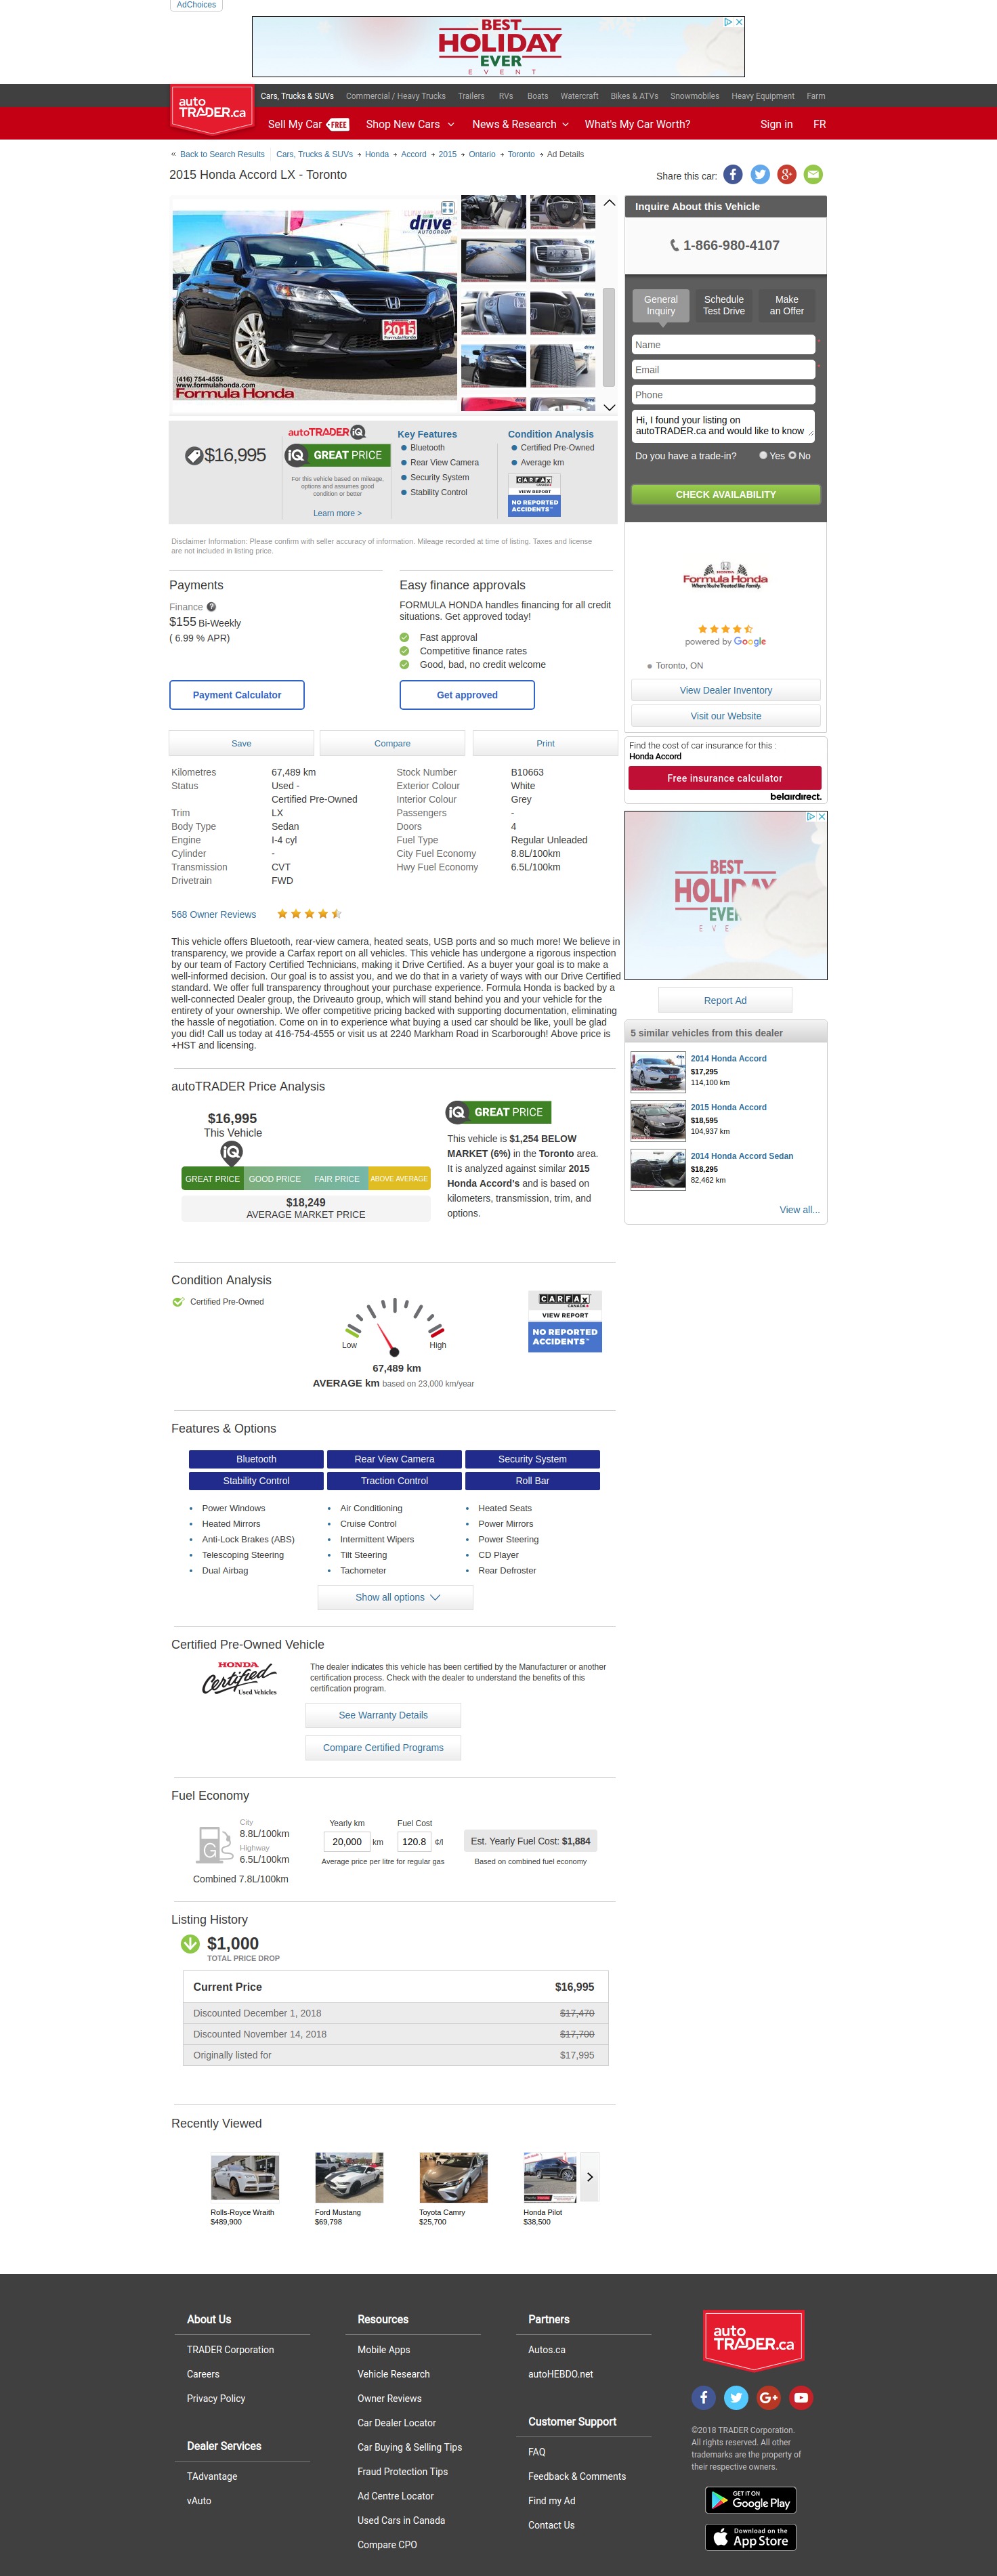 AdChoices
BEST
HOLIDAY
EVER
EVENT
auto
TRADER.ca
Cars, Trucks & SUVs Commercial / Heavy Trucks Trailers RVs Boats Watercraft Bikes & ATVs Snowmobiles Heavy Equipment Farm
Sell My Car FREE Shop New Cars News & Research What's My Car Worth? Sign in FR
« Back to Search Results Cars, Trucks & SUVs Honda Accord 2015 Ontario Toronto Ad Details
2015 Honda Accord LX - Toronto
Share this car:
drive
AUTOGROUP
2015
Formula Honda
(416) 754-4555
www.formulahonda.com
Formula Honda
Inquire About this Vehicle
1-866-980-4107
General
Inquiry
Schedule
Test Drive
Make
an Offer
Name
Email
Phone
Hi, I found your listing on
autoTRADER.ca and would like to know
Do you have a trade-in? Yes No
CHECK AVAILABILITY
$16,995
autoTRADER iQ
iQ GREAT PRICE
For this vehicle based on mileage,
options and assumes good
condition or better
Learn more >
Key Features
Bluetooth
Rear View Camera
Security System
Stability Control
Condition Analysis
Certified Pre-Owned
Average km
CARFAX
CANADA
VIEW REPORT
NO REPORTED
ACCIDENTS™
Disclaimer Information: Please confirm with seller accuracy of information. Mileage recorded at time of listing. Taxes and license
are not included in listing price.
Payments
Finance ?
$155 Bi-Weekly
( 6.99 % APR)
Payment Calculator
Easy finance approvals
FORMULA HONDA handles financing for all credit
situations. Get approved today!
Fast approval
Competitive finance rates
Good, bad, no credit welcome
Get approved
HONDA
Formula Honda
Where You're Treated like Family.
powered by Google
Toronto, ON
View Dealer Inventory
Visit our Website
Save
Compare
Print
Find the cost of car insurance for this :
Honda Accord
Free insurance calculator
belairdirect.
Kilometres 67,489 km
Status Used -
Certified Pre-Owned
Trim LX
Body Type Sedan
Engine I-4 cyl
Cylinder -
Transmission CVT
Drivetrain FWD
Stock Number B10663
Exterior Colour White
Interior Colour Grey
Passengers -
Doors 4
Fuel Type Regular Unleaded
City Fuel Economy 8.8L/100km
Hwy Fuel Economy 6.5L/100km
568 Owner Reviews
This vehicle offers Bluetooth, rear-view camera, heated seats, USB ports and so much more! We believe in
transparency, we provide a Carfax report on all vehicles. This vehicle has undergone a rigorous inspection
by our team of Factory Certified Technicians, making it Drive Certified. As a buyer your goal is to make a
well-informed decision. Our goal is to assist you, and we do that in a variety of ways with our Drive Certified
standard. We offer full transparency throughout your purchase experience. Formula Honda is backed by a
well-connected Dealer group, the Driveauto group, which will stand behind you and your vehicle for the
entirety of your ownership. We offer competitive pricing backed with supporting documentation, eliminating
the hassle of negotiation. Come on in to experience what buying a used car should be like, youll be glad
you did! Call us today at 416-754-4555 or visit us at 2240 Markham Road in Scarborough! Above price is
+HST and licensing.
BEST
HOLIDAY
EVER
EVE
Report Ad
5 similar vehicles from this dealer
2014 Honda Accord
$17,295
114,100 km
2015 Honda Accord
$18,595
104,937 km
2014 Honda Accord Sedan
$18,295
82,462 km
View all...
autoTRADER Price Analysis
$16,995
This Vehicle
iQ
GREAT PRICE GOOD PRICE FAIR PRICE ABOVE AVERAGE
$18,249
AVERAGE MARKET PRICE
iQ GREAT PRICE
This vehicle is $1,254 BELOW
MARKET (6%) in the Toronto area.
It is analyzed against similar 2015
Honda Accord's and is based on
kilometers, transmission, trim, and
options.
Condition Analysis
Certified Pre-Owned
Low High
67,489 km
AVERAGE km based on 23,000 km/year
CARFAX
CANADA
VIEW REPORT
NO REPORTED
ACCIDENTS™
Features & Options
Bluetooth Rear View Camera Security System
Stability Control Traction Control Roll Bar
Power Windows Air Conditioning Heated Seats
Heated Mirrors Cruise Control Power Mirrors
Anti-Lock Brakes (ABS) Intermittent Wipers Power Steering
Telescoping Steering Tilt Steering CD Player
Dual Airbag Tachometer Rear Defroster
Show all options
Certified Pre-Owned Vehicle
HONDA
Certified
Used Vehicles
The dealer indicates this vehicle has been certified by the Manufacturer or another
certification process. Check with the dealer to understand the benefits of this
certification program.
See Warranty Details
Compare Certified Programs
Fuel Economy
G
City
8.8L/100km
Highway
6.5L/100km
Combined 7.8L/100km
Yearly km Fuel Cost
20,000 km 120.8 ¢/l
Average price per litre for regular gas
Est. Yearly Fuel Cost: $1,884
Based on combined fuel economy
Listing History
$1,000
TOTAL PRICE DROP
Current Price $16,995
Discounted December 1, 2018 $17,470
Discounted November 14, 2018 $17,700
Originally listed for $17,995
Recently Viewed
Rolls-Royce Wraith
$489,900
Ford Mustang
$69,798
Toyota Camry
$25,700
Honda Pilot
$38,500
About Us
TRADER Corporation
Careers
Privacy Policy
Dealer Services
TAdvantage
vAuto
Resources
Mobile Apps
Vehicle Research
Owner Reviews
Car Dealer Locator
Car Buying & Selling Tips
Fraud Protection Tips
Ad Centre Locator
Used Cars in Canada
Compare CPO
Partners
Autos.ca
autoHEBDO.net
Customer Support
FAQ
Feedback & Comments
Find my Ad
Contact Us
auto
TRADER.ca
©2018 TRADER Corporation.
All rights reserved. All other
trademarks are the property of
their respective owners.
GET IT ON
Google Play
Download on the
App Store